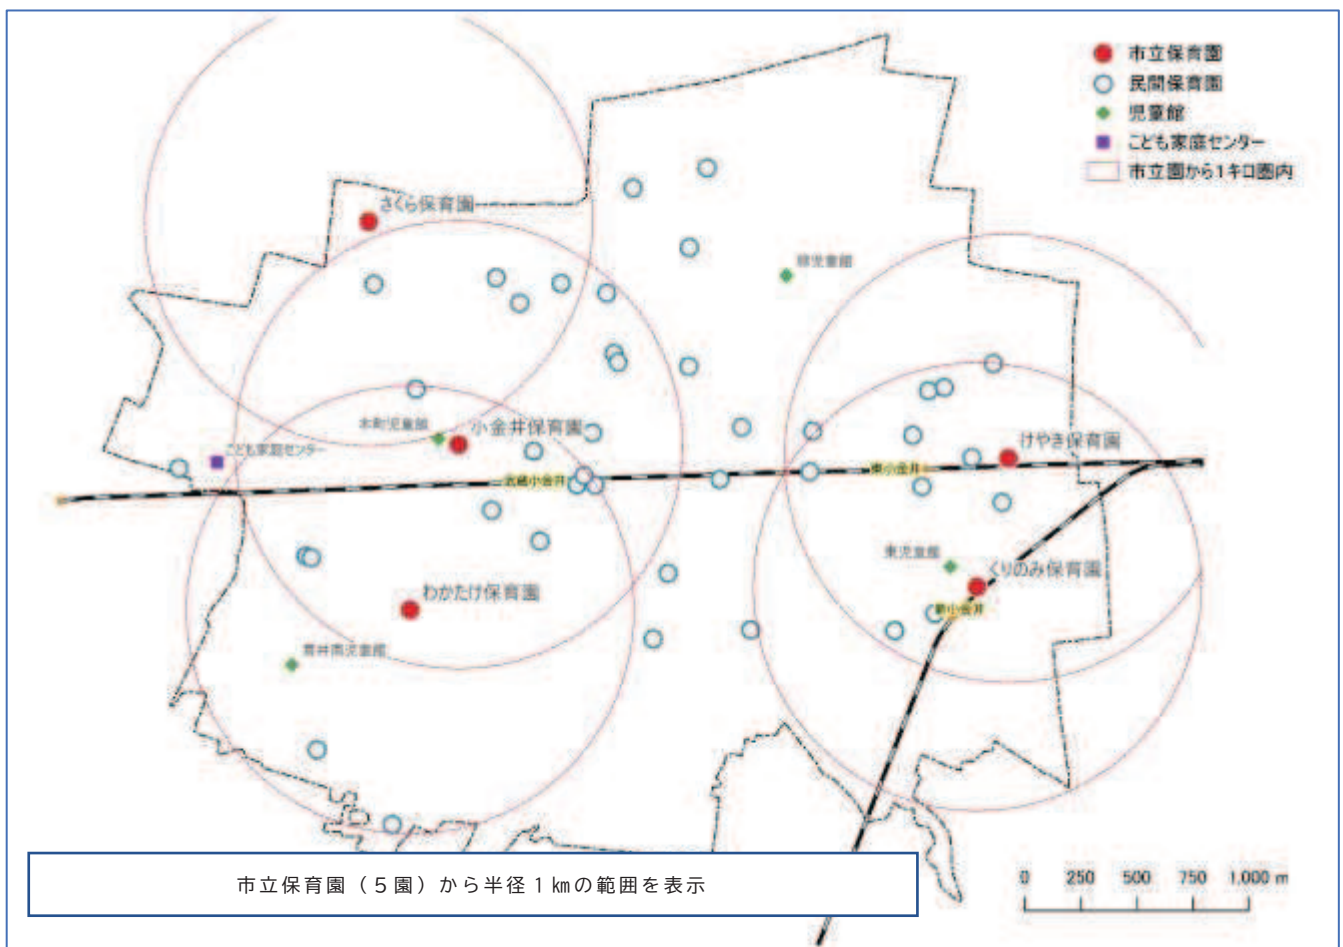 市立保育園
民間保育園
児童館
こども家庭センター
市立園から1キロ圏内
さくら保育園
緑児童館
本町児童館
小金井保育園
こども家庭センター
武蔵小金井
東小金井
けやき保育園
東児童館
くりのみ保育園
新小金井
わかたけ保育園
貫井南児童館
市立保育園（5園）から半径1kmの範囲を表示
0 250 500 750 1,000 m